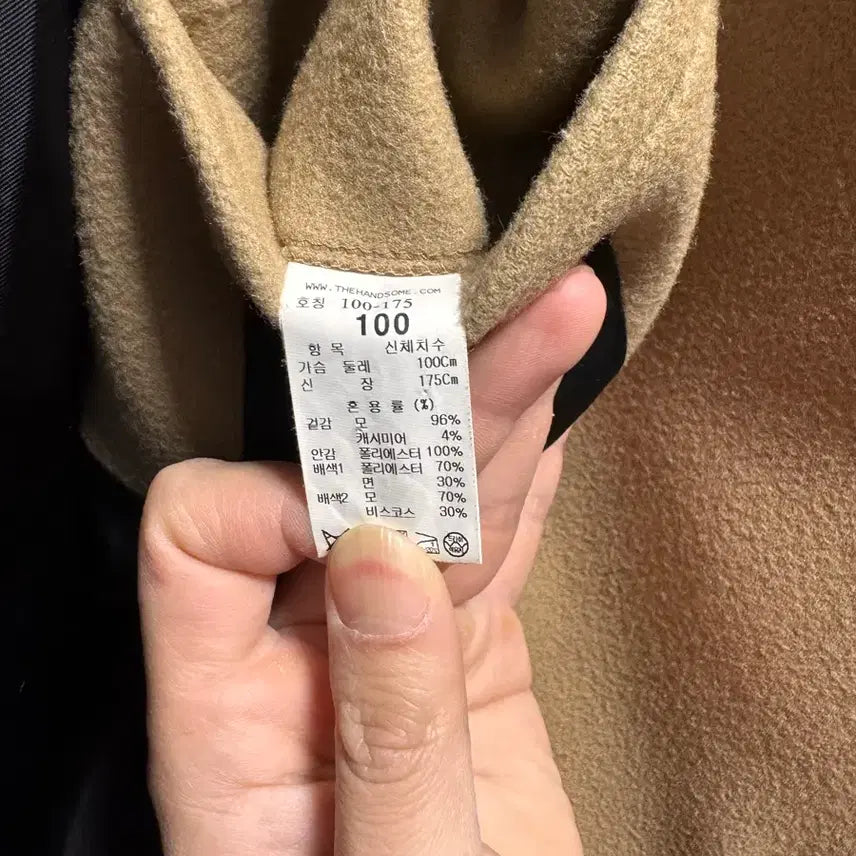 WWW.THEHANDSOME.COM
호칭 100-175
100
항목 신체치수
가슴 둘레 100Cm
신 장 175Cm
혼용률 (%)
겉감 모 96%
캐시미어 4%
안감 폴리에스터 100%
배색1 폴리에스터 70%
면 30%
배색2 모 70%
비스코스 30%